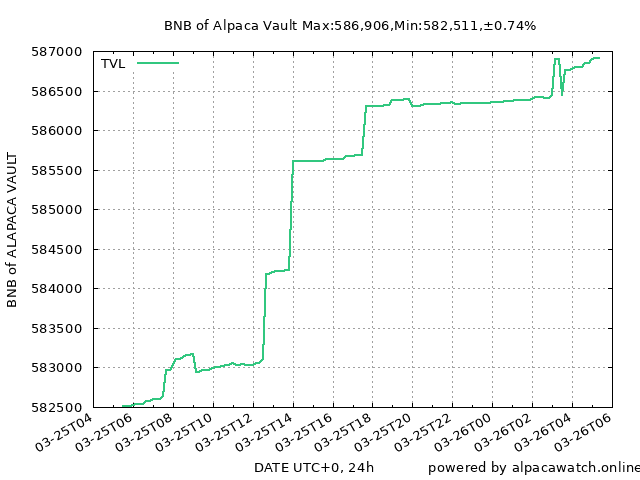 BNB of Alpaca Vault Max:586,906,Min:582,511,±0.74%
TVL
587000
586500
586000
585500
585000
584500
584000
583500
583000
582500
BNB of ALAPACA VAULT
03-25T04
03-25T06
03-25T08
03-25T10
03-25T12
03-25T14
03-25T16
03-25T18
03-25T20
03-25T22
03-26T00
03-26T02
03-26T04
03-26T06
DATE UTC+0, 24h
powered by alpacawatch.online